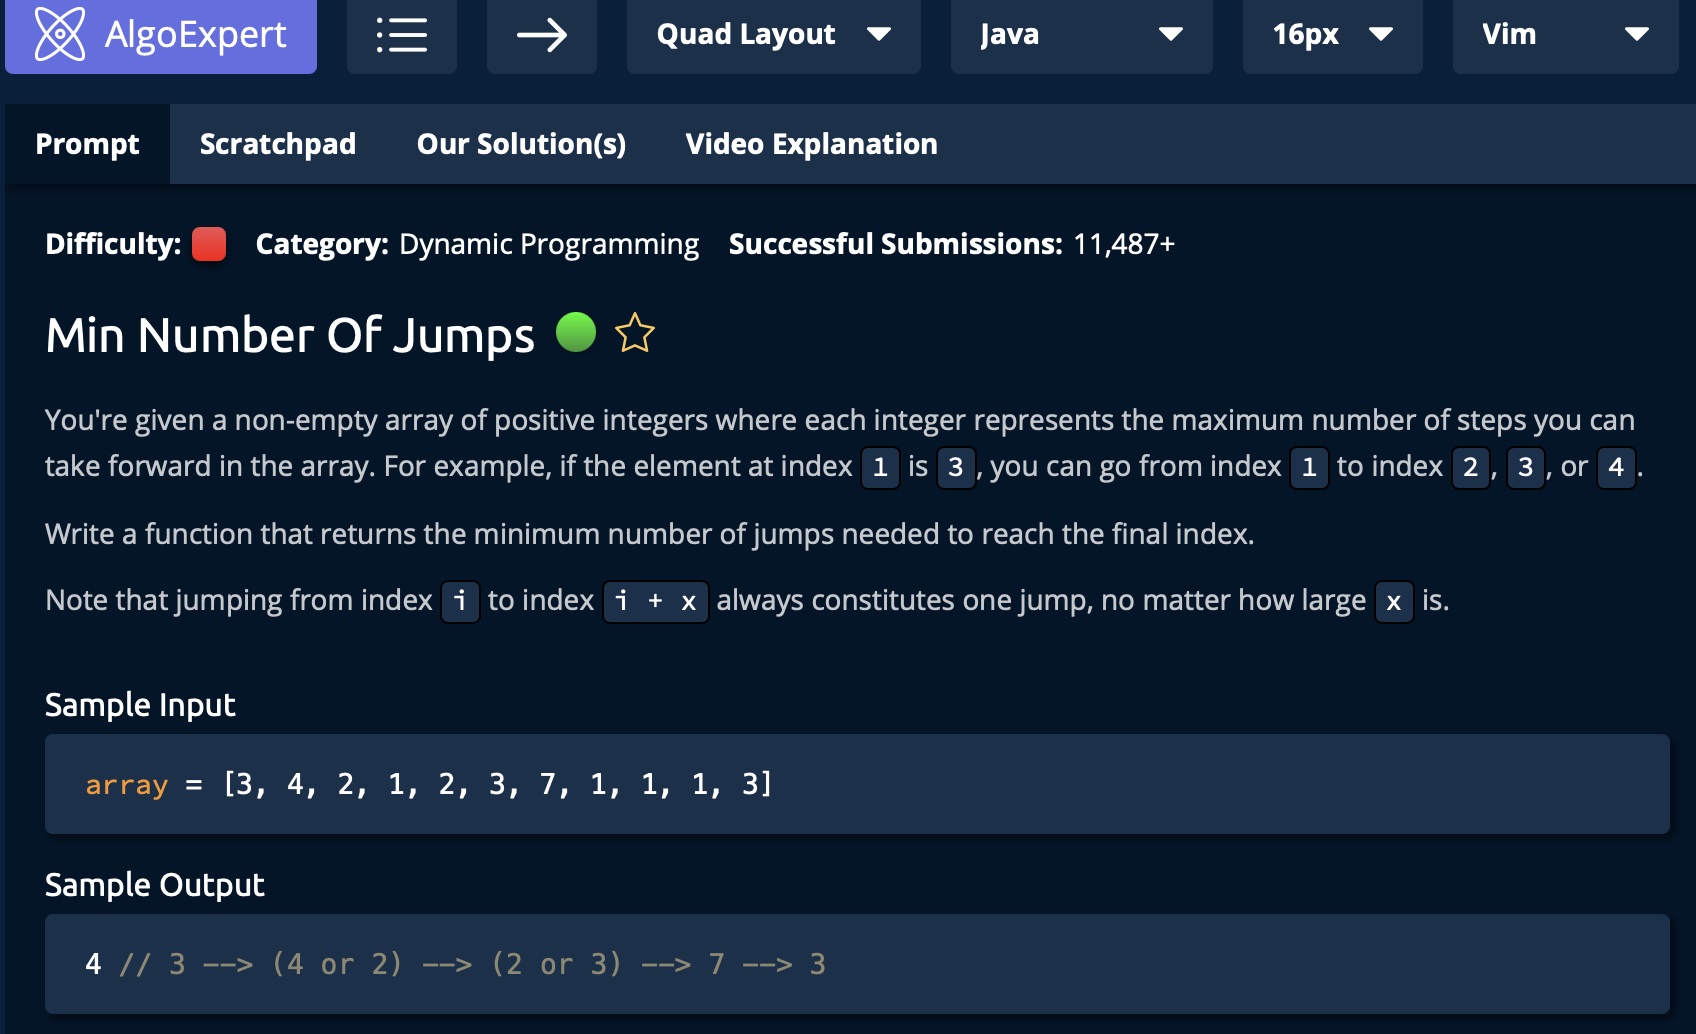 AlgoExpert Quad Layout Java 16px Vim
Prompt Scratchpad Our Solution(s) Video Explanation
Difficulty: Category: Dynamic Programming Successful Submissions: 11,487+
Min Number Of Jumps
You're given a non-empty array of positive integers where each integer represents the maximum number of steps you can
take forward in the array. For example, if the element at index 1 is 3, you can go from index 1 to index 2, 3, or 4.
Write a function that returns the minimum number of jumps needed to reach the final index.
Note that jumping from index i to index i + x always constitutes one jump, no matter how large x is.
Sample Input
array = [3, 4, 2, 1, 2, 3, 7, 1, 1, 1, 3]
Sample Output
4 // 3 --> (4 or 2) --> (2 or 3) --> 7 --> 3